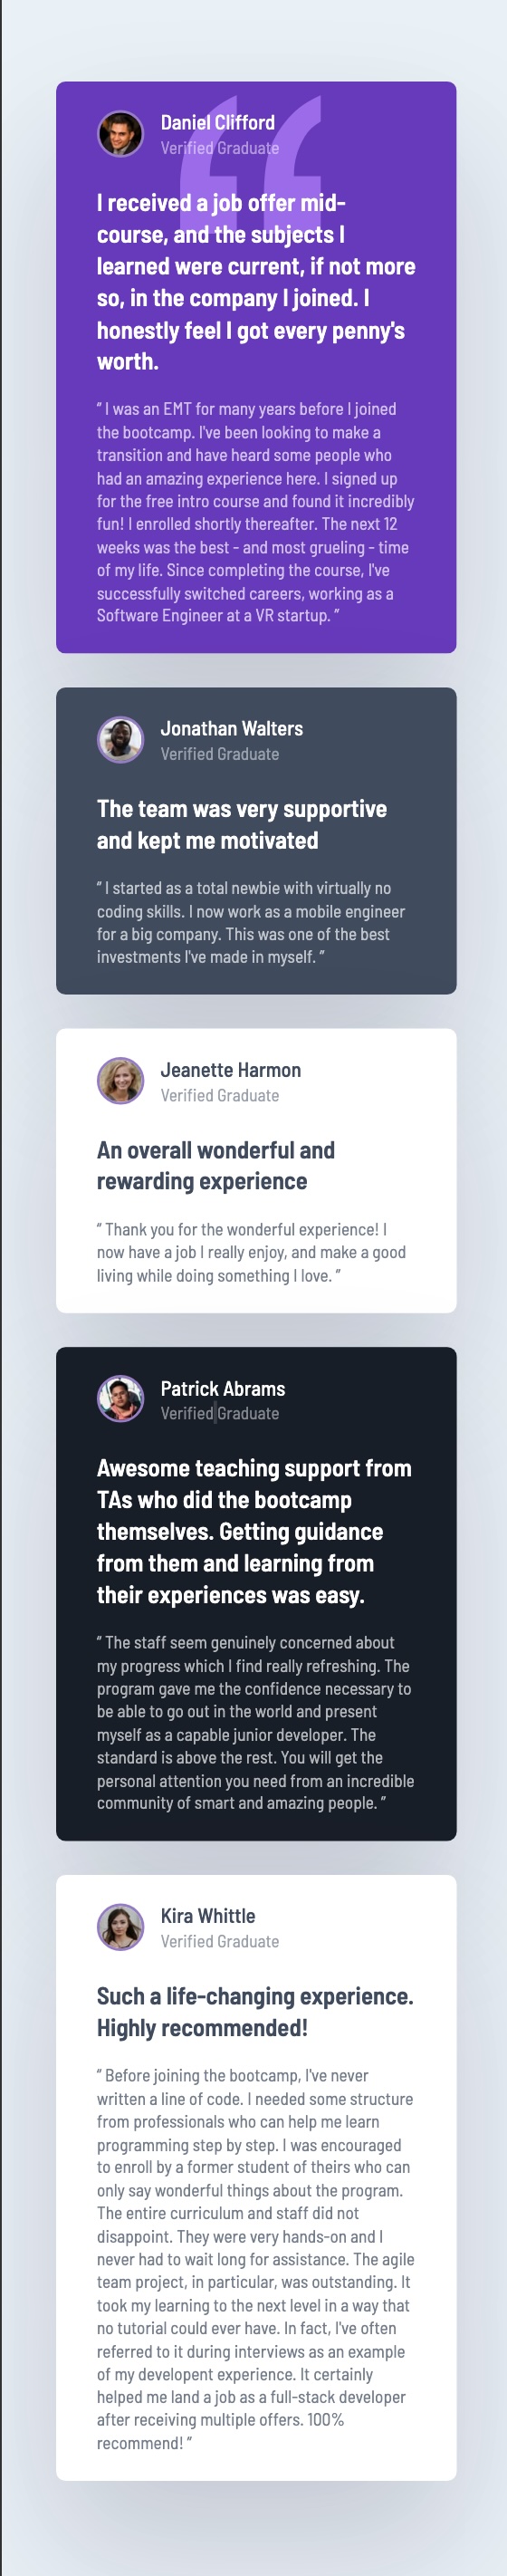 Daniel Clifford
Verified Graduate
I received a job offer mid-
course, and the subjects I
learned were current, if not more
so, in the company I joined. I
honestly feel I got every penny's
worth.
“ I was an EMT for many years before I joined
the bootcamp. I've been looking to make a
transition and have heard some people who
had an amazing experience here. I signed up
for the free intro course and found it incredibly
fun! I enrolled shortly thereafter. The next 12
weeks was the best - and most grueling - time
of my life. Since completing the course, I've
successfully switched careers, working as a
Software Engineer at a VR startup. ”
Jonathan Walters
Verified Graduate
The team was very supportive
and kept me motivated
“ I started as a total newbie with virtually no
coding skills. I now work as a mobile engineer
for a big company. This was one of the best
investments I've made in myself. ”
Jeanette Harmon
Verified Graduate
An overall wonderful and
rewarding experience
“ Thank you for the wonderful experience! I
now have a job I really enjoy, and make a good
living while doing something I love. ”
Patrick Abrams
Verified Graduate
Awesome teaching support from
TAs who did the bootcamp
themselves. Getting guidance
from them and learning from
their experiences was easy.
“ The staff seem genuinely concerned about
my progress which I find really refreshing. The
program gave me the confidence necessary to
be able to go out in the world and present
myself as a capable junior developer. The
standard is above the rest. You will get the
personal attention you need from an incredible
community of smart and amazing people. ”
Kira Whittle
Verified Graduate
Such a life-changing experience.
Highly recommended!
“ Before joining the bootcamp, I've never
written a line of code. I needed some structure
from professionals who can help me learn
programming step by step. I was encouraged
to enroll by a former student of theirs who can
only say wonderful things about the program.
The entire curriculum and staff did not
disappoint. They were very hands-on and I
never had to wait long for assistance. The agile
team project, in particular, was outstanding. It
took my learning to the next level in a way that
no tutorial could ever have. In fact, I've often
referred to it during interviews as an example
of my developent experience. It certainly
helped me land a job as a full-stack developer
after receiving multiple offers. 100%
recommend! ”